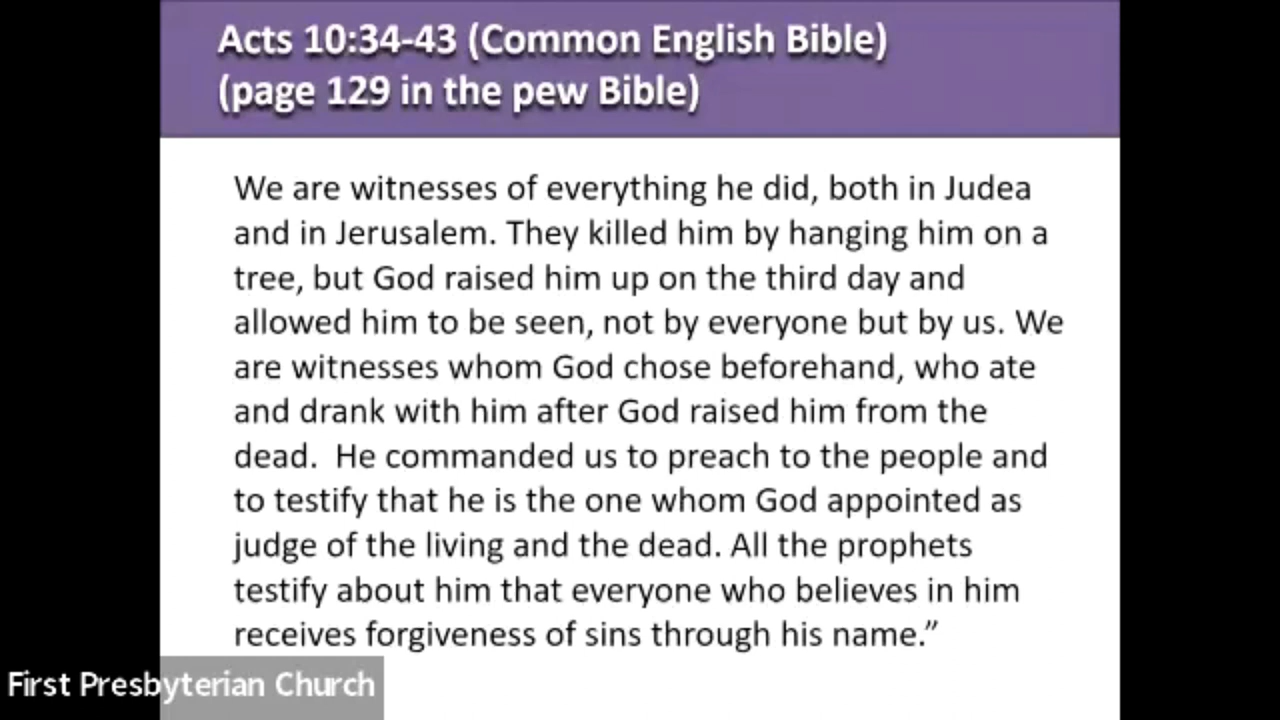 Acts 10:34-43 (Common English Bible)
(page 129 in the pew Bible)
We are witnesses of everything he did, both in Judea
and in Jerusalem. They killed him by hanging him on a
tree, but God raised him up on the third day and
allowed him to be seen, not by everyone but by us. We
are witnesses whom God chose beforehand, who ate
and drank with him after God raised him from the
dead.  He commanded us to preach to the people and
to testify that he is the one whom God appointed as
judge of the living and the dead. All the prophets
testify about him that everyone who believes in him
receives forgiveness of sins through his name.”
First Presbyterian Church